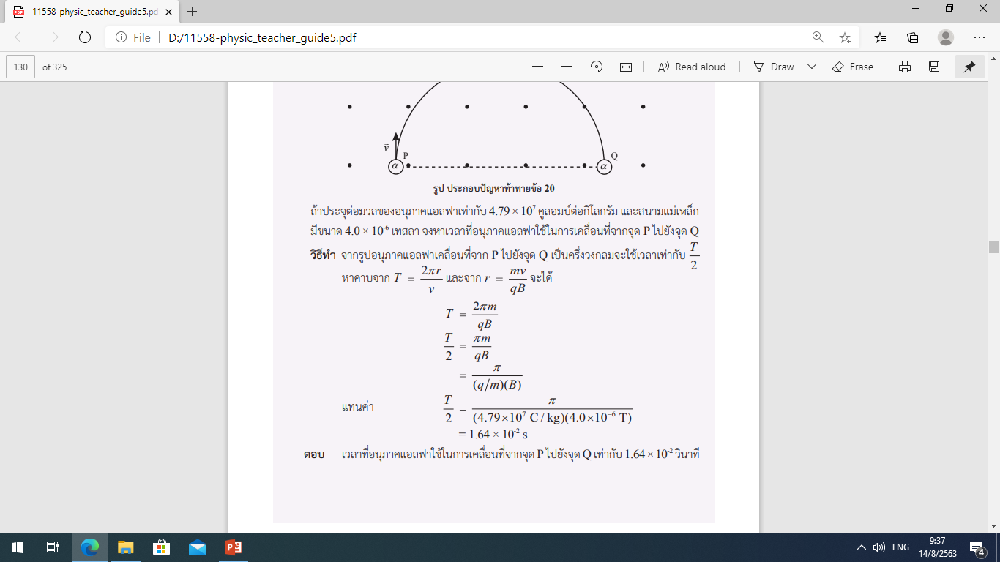 11558-physic_teacher_guide5.pd
File
D:/11558-physic_teacher_guide5.pdf
130 of 325
Read aloud
Draw
Erase
v⃗
P
Q
α
α
รูป ประกอบปัญหาท้าทายข้อ 20
ถ้าประจุต่อมวลของอนุภาคแอลฟาเท่ากับ 4.79 × 10⁷ คูลอมบ์ต่อกิโลกรัม และสนามแม่เหล็ก
มีขนาด 4.0 × 10⁻⁶ เทสลา จงหาเวลาที่อนุภาคแอลฟาใช้ในการเคลื่อนที่จากจุด P ไปยังจุด Q
วิธีทำ จากรูปอนุภาคแอลฟาเคลื่อนที่จาก P ไปยังจุด Q เป็นครึ่งวงกลมจะใช้เวลาเท่ากับ T/2
หาคาบจาก T = 2πr/v และจาก r = mv/qB จะได้
T = 2πm/qB
T/2 = πm/qB
= π/(q/m)(B)
แทนค่า T/2 = π/(4.79×10⁷ C/kg)(4.0×10⁻⁶ T)
= 1.64 × 10⁻² s
ตอบ เวลาที่อนุภาคแอลฟาใช้ในการเคลื่อนที่จากจุด P ไปยังจุด Q เท่ากับ 1.64 × 10⁻² วินาที
ENG
9:37
14/8/2563
4